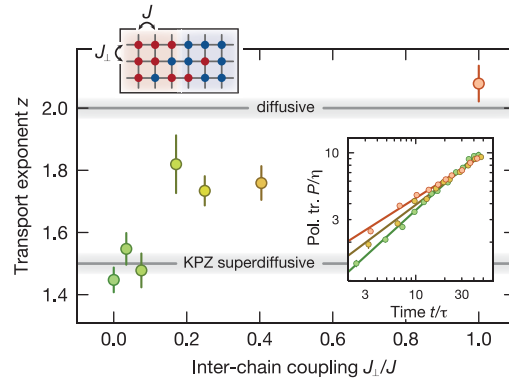 J
J⊥
2.0
1.8
1.6
1.4
Transport exponent z
diffusive
KPZ superdiffusive
10
3
1
Pol. tr. P/η
3
10
30
Time t/τ
0.0
0.2
0.4
0.6
0.8
1.0
Inter-chain coupling J⊥/J